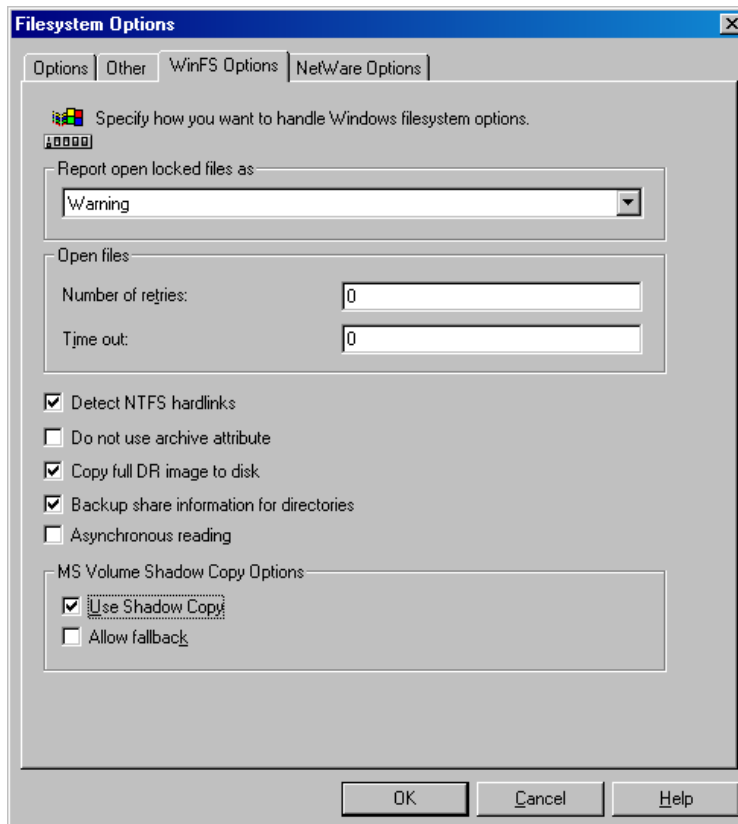 Filesystem Options
Options Other WinFS Options NetWare Options
Specify how you want to handle Windows filesystem options.
Report open locked files as
Warning
Open files
Number of retries: 0
Time out: 0
Detect NTFS hardlinks
Do not use archive attribute
Copy full DR image to disk
Backup share information for directories
Asynchronous reading
MS Volume Shadow Copy Options
Use Shadow Copy
Allow fallback
OK Cancel Help